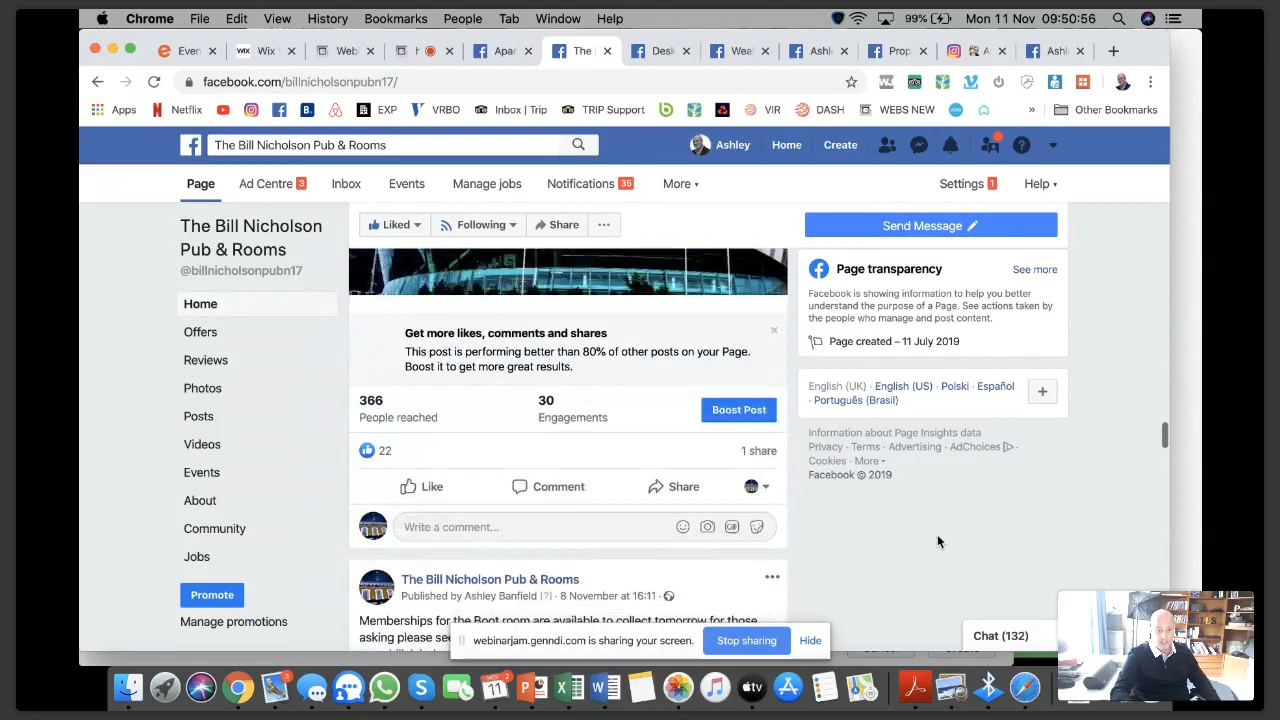 Chrome File Edit View History Bookmarks People Tab Window Help 99% Mon 11 Nov 09:50:56
Even WIX Wix Webi Apar The Desk Weal Ashl Prop A Ashl
facebook.com/billnicholsonpubn17/
Apps Netflix EXP VRBO Inbox | Trip TRIP Support VIR DASH WEBS NEW » Other Bookmarks
The Bill Nicholson Pub & Rooms Ashley Home Create
Page Ad Centre 3 Inbox Events Manage jobs Notifications 35 More Settings 1 Help
The Bill Nicholson
Pub & Rooms
@billnicholsonpubn17
Home
Offers
Reviews
Photos
Posts
Videos
Events
About
Community
Jobs
Promote
Manage promotions
Liked Following Share ...
Get more likes, comments and shares
This post is performing better than 80% of other posts on your Page.
Boost it to get more great results.
366 30
People reached Engagements
Boost Post
22 1 share
Like Comment Share
Write a comment... GIF
The Bill Nicholson Pub & Rooms
Published by Ashley Banfield [?] · 8 November at 16:11 ·
Memberships for the Boot room are available to collect tomorrow for those
asking please
Send Message
Page transparency See more
Facebook is showing information to help you better
understand the purpose of a Page. See actions taken by
the people who manage and post content.
Page created – 11 July 2019
English (UK) · English (US) · Polski · Español
· Português (Brasil)
Information about Page Insights data
Privacy · Terms · Advertising · AdChoices ·
Cookies · More
Facebook © 2019
Chat (132)
webinarjam.genndi.com is sharing your screen. Stop sharing Hide
3 NOV 11 2 tv